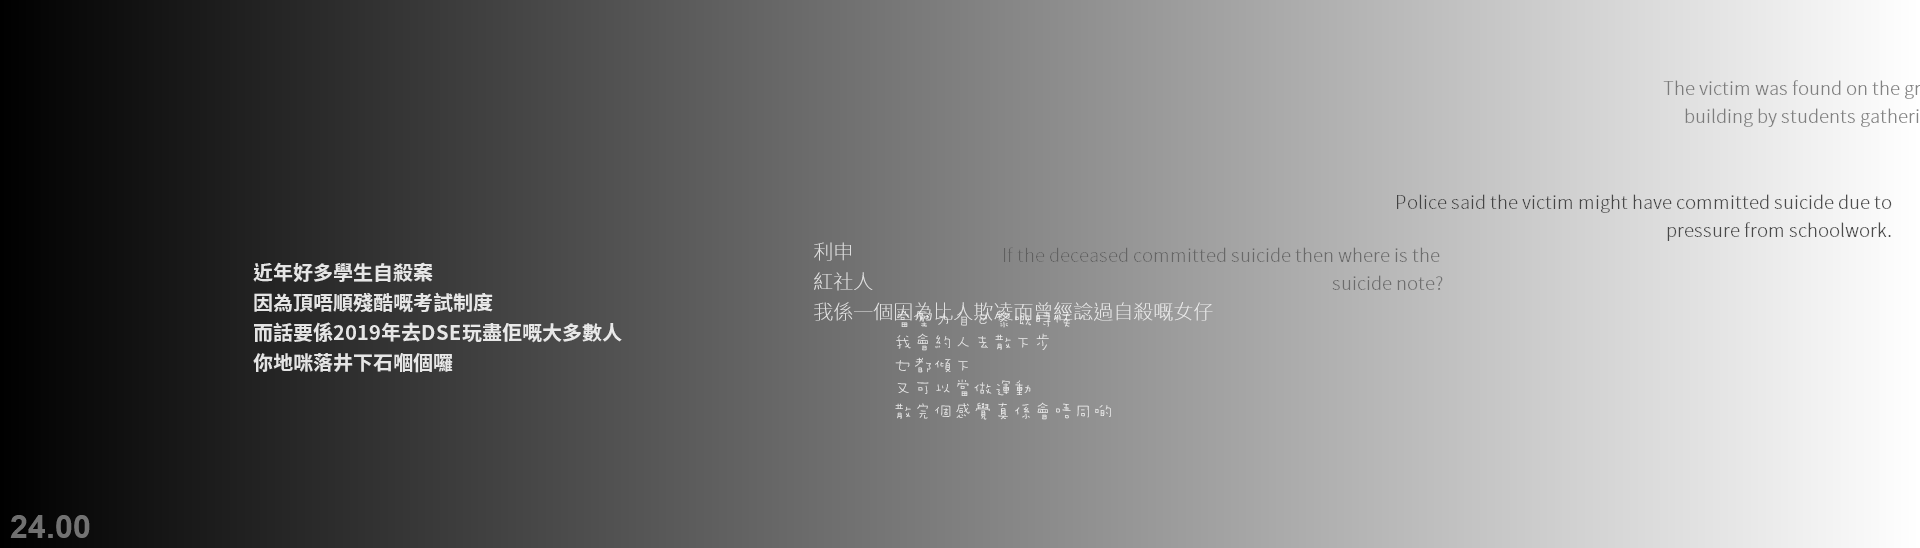 近年好多學生自殺案
因為頂唔順殘酷嘅考試制度
而話要係2019年去DSE玩盡佢嘅大多數人
你地咪落井下石嗰個囉
利申
紅社人
我係一個因為比人欺凌而曾經諗過自殺嘅女仔
我會約人去散下步
乜都傾下
又可以當做運動
散完個感覺真係會唔同啲
If the deceased committed suicide then where is the
suicide note?
Police said the victim might have committed suicide due to
pressure from schoolwork.
The victim was found on the
building by students
24.00